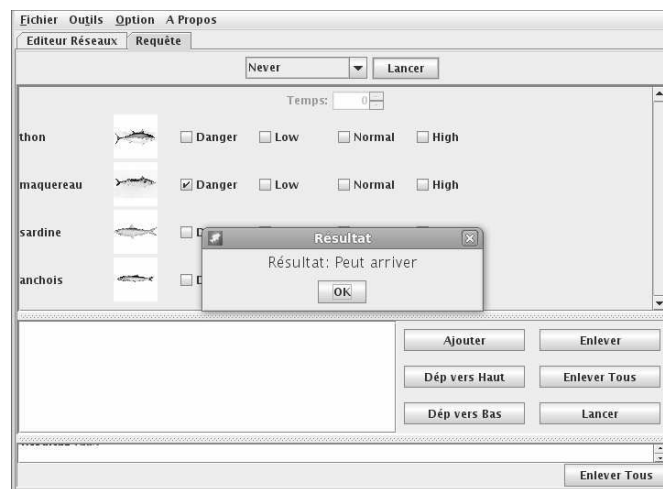 Fichier Outils Option A Propos
Editeur Réseaux Requête
Never Lancer
Temps: 0
thon Danger Low Normal High
maquereau Danger Low Normal High
sardine D
Résultat
Résultat: Peut arriver
OK
anchois D
Ajouter Enlever
Dép vers Haut Enlever Tous
Dép vers Bas Lancer
Enlever Tous